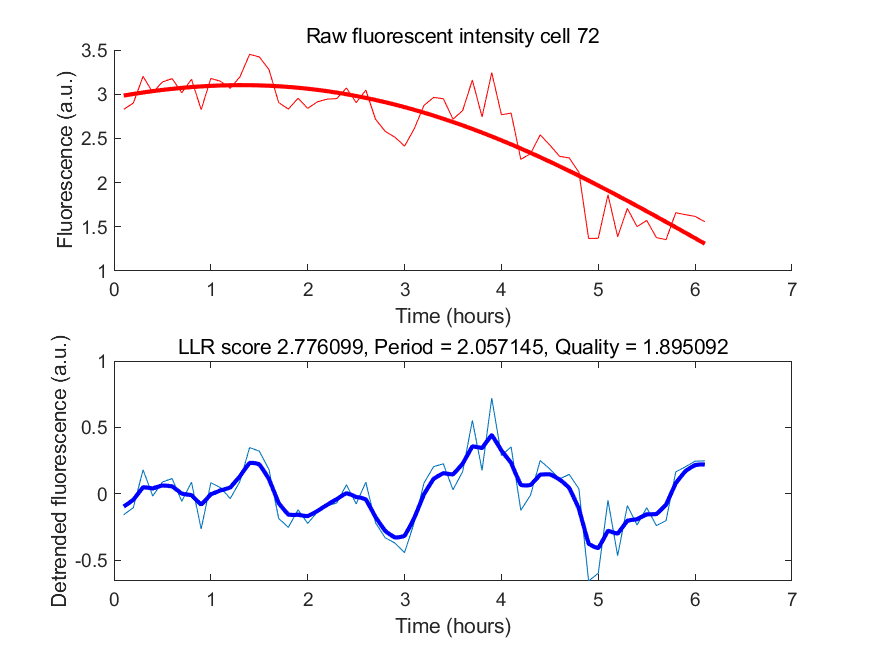 Raw fluorescent intensity cell 72
Fluorescence (a.u.)
3.5
3
2.5
2
1.5
1
0 1 2 3 4 5 6 7
Time (hours)
LLR score 2.776099, Period = 2.057145, Quality = 1.895092
Detrended fluorescence (a.u.)
1
0.5
0
-0.5
0 1 2 3 4 5 6 7
Time (hours)